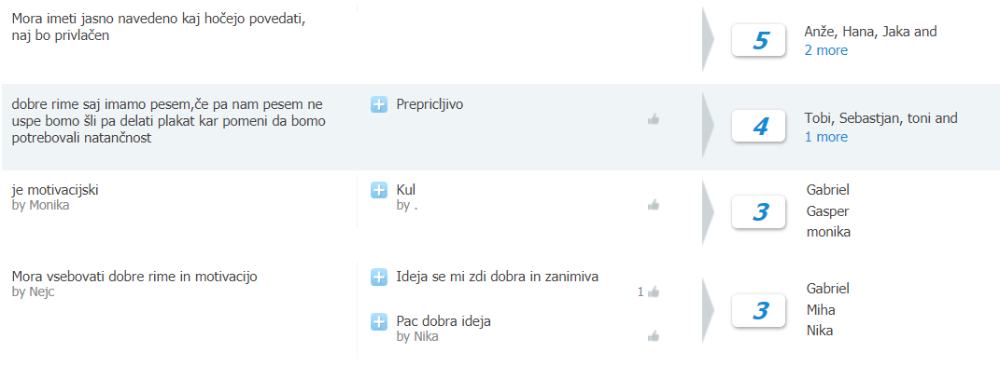 Mora imeti jasno navedeno kaj hočejo povedati,
naj bo privlačen
5
Anže, Hana, Jaka and
2 more
dobre rime saj imamo pesem,če pa nam pesem ne
uspe bomo šli pa delati plakat kar pomeni da bomo
potrebovali natančnost
Prepricljivo
4
Tobi, Sebastjan, toni and
1 more
je motivacijski
by Monika
Kul
by .
3
Gabriel
Gasper
monika
Mora vsebovati dobre rime in motivacijo
by Nejc
Ideja se mi zdi dobra in zanimiva
1
Pac dobra ideja
by Nika
3
Gabriel
Miha
Nika